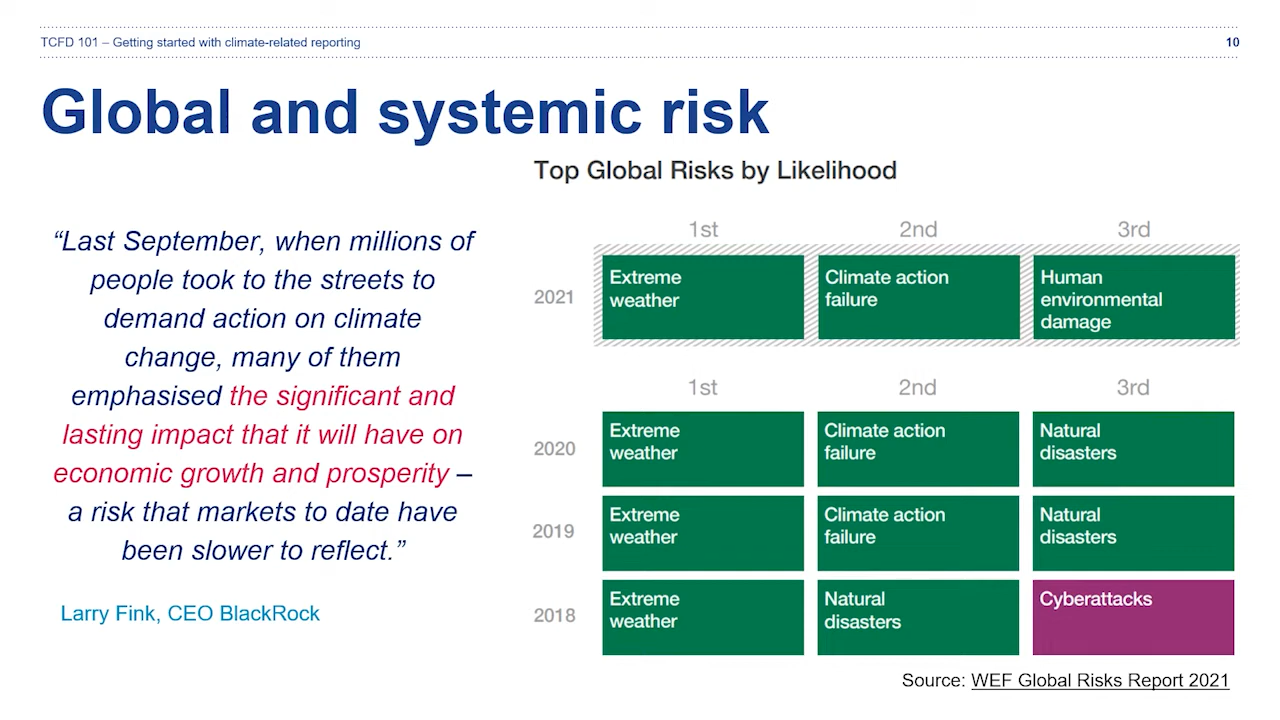 TCFD 101 – Getting started with climate-related reporting
10
Global and systemic risk
“Last September, when millions of
people took to the streets to
demand action on climate
change, many of them
emphasised the significant and
lasting impact that it will have on
economic growth and prosperity –
a risk that markets to date have
been slower to reflect.”
Larry Fink, CEO BlackRock
Top Global Risks by Likelihood
1st 2nd 3rd
2021
Extreme
weather
Climate action
failure
Human
environmental
damage
1st 2nd 3rd
2020
Extreme
weather
Climate action
failure
Natural
disasters
2019
Extreme
weather
Climate action
failure
Natural
disasters
2018
Extreme
weather
Natural
disasters
Cyberattacks
Source: WEF Global Risks Report 2021